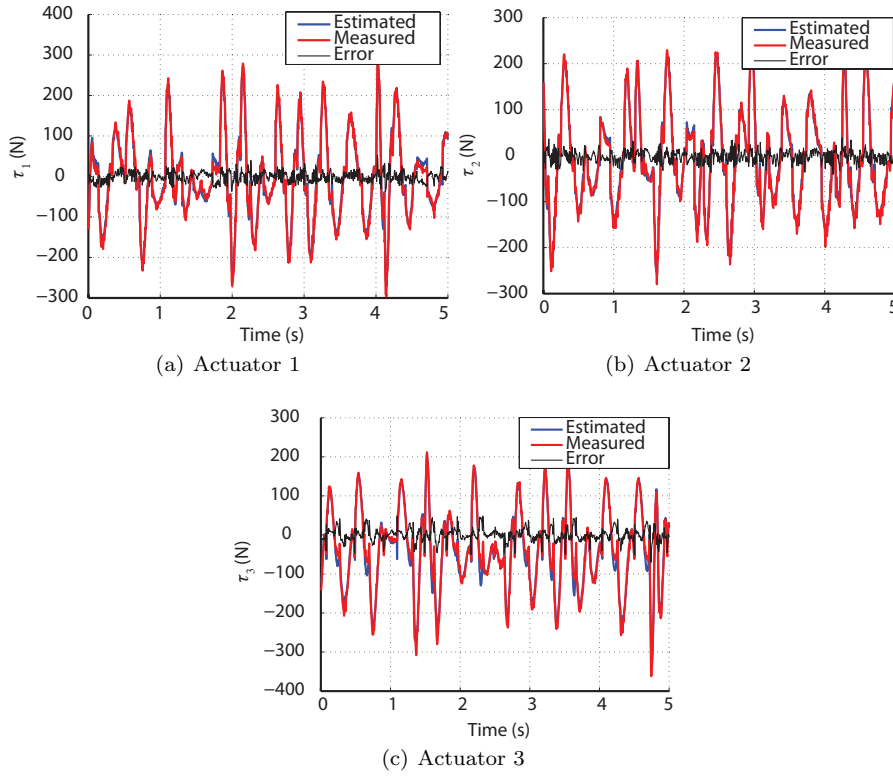 400
300
200
100
0
−100
−200
−300
τ1 (N)
Estimated
Measured
Error
0 1 2 3 4 5
Time (s)
(a) Actuator 1
300
200
100
0
−100
−200
−300
τ2 (N)
Estimated
Measured
Error
0 1 2 3 4 5
Time (s)
(b) Actuator 2
300
200
100
0
−100
−200
−300
−400
τ3 (N)
Estimated
Measured
Error
0 1 2 3 4 5
Time (s)
(c) Actuator 3